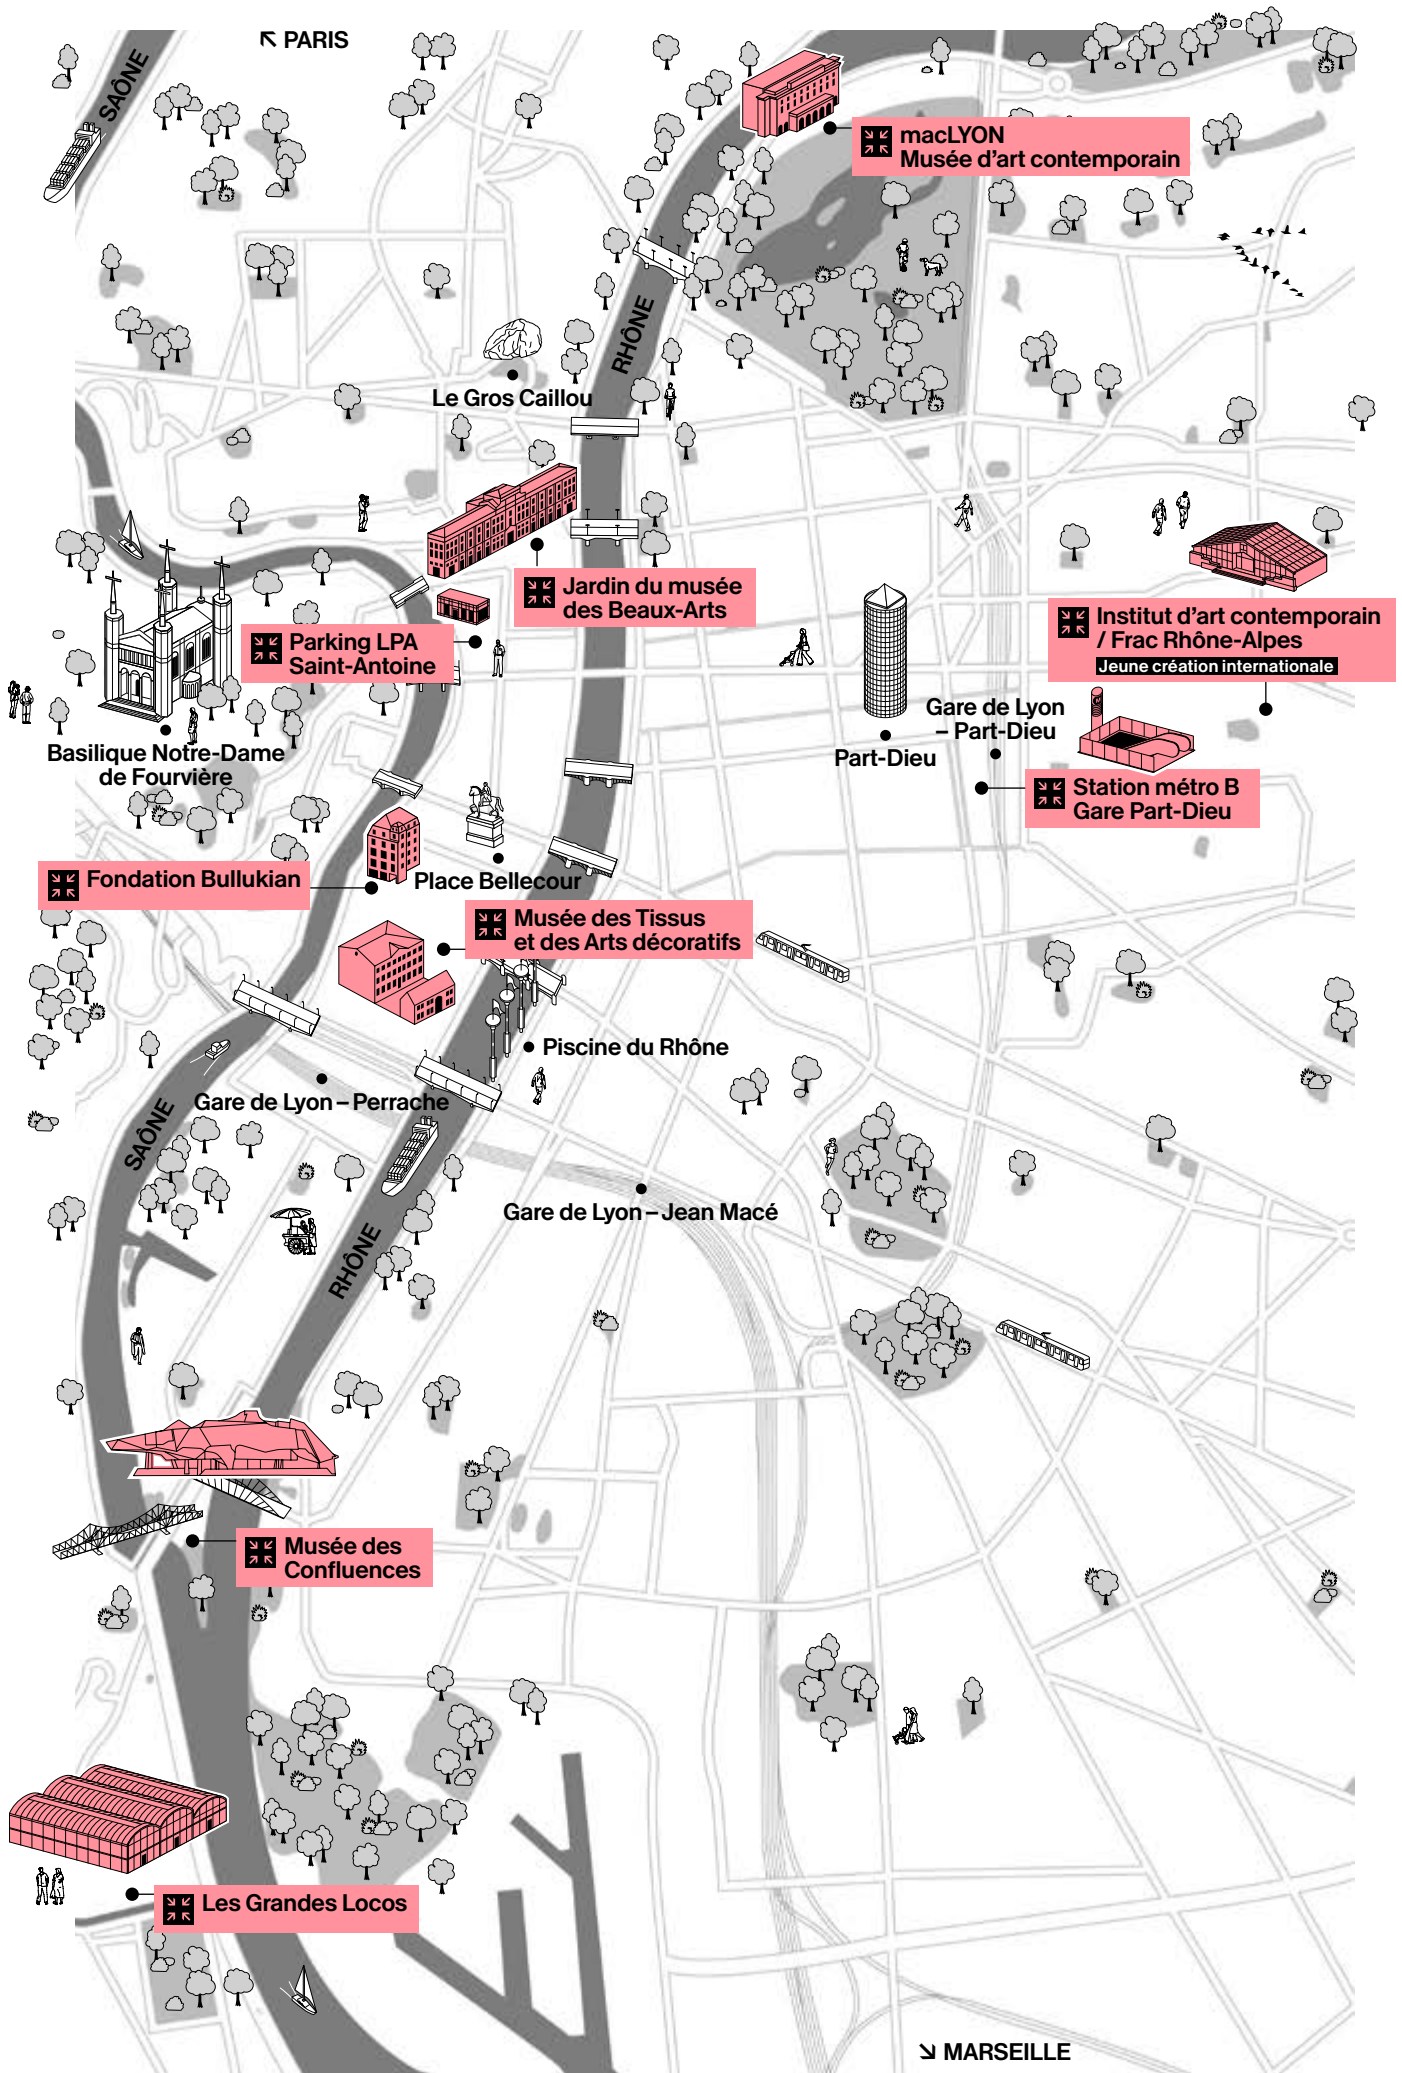 PARIS
SAÔNE
macLYON
Musée d'art contemporain
RHÔNE
Le Gros Caillou
Jardin du musée
des Beaux-Arts
Parking LPA
Saint-Antoine
Institut d'art contemporain
/ Frac Rhône-Alpes
Jeune création internationale
Basilique Notre-Dame
de Fourvière
Part-Dieu
Gare de Lyon
– Part-Dieu
Station métro B
Gare Part-Dieu
Fondation Bullukian
Place Bellecour
Musée des Tissus
et des Arts décoratifs
Piscine du Rhône
Gare de Lyon – Perrache
SAÔNE
Gare de Lyon – Jean Macé
RHÔNE
Musée des
Confluences
Les Grandes Locos
MARSEILLE